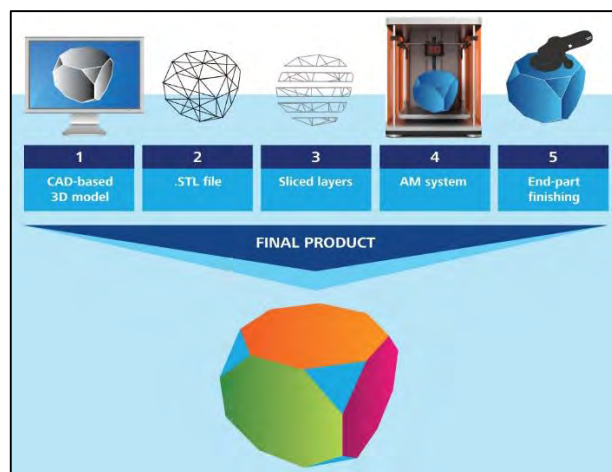 1
CAD-based
3D model
2
.STL file
3
Sliced layers
4
AM system
5
End-part
finishing
FINAL PRODUCT